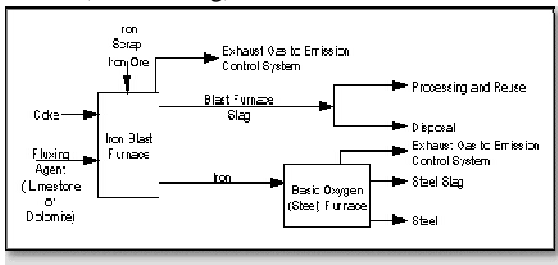 Iron
Scrap
Iron Ore
Exhaust Gas to Emission
Control System
Processing and Reuse
Blast Furnace
Slag
Coke
Disposal
Iron Blast
Furnace
Exhaust Gas to Emission
Control System
Fluxing
Agent
(Limestone
or
Dolomite)
Iron
Basic Oxygen
(Steel) Furnace
Steel Slag
Steel